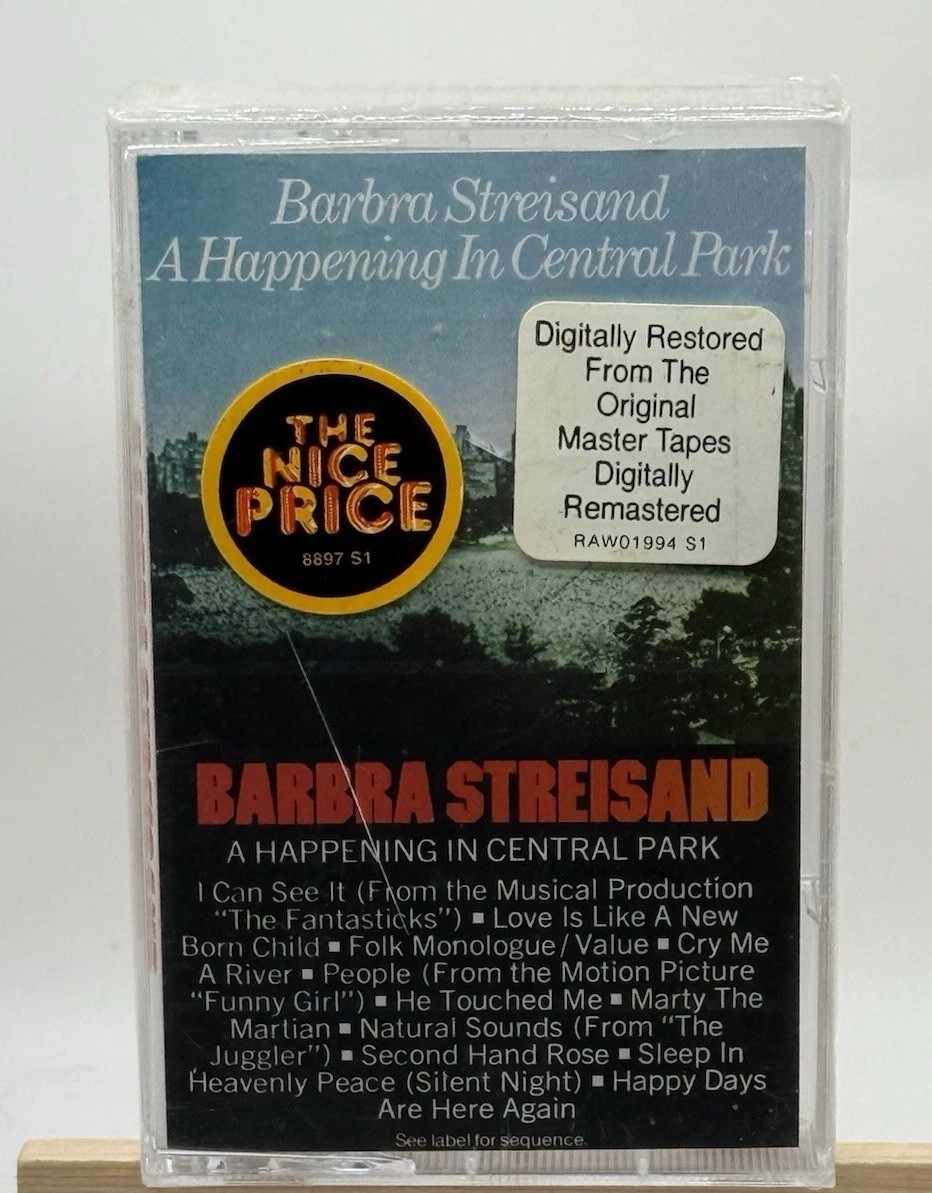 Barbra Streisand
A Happening In Central Park
Digitally Restored
From The
Original
Master Tapes
Digitally
Remastered
RAW01994 S1
THE
NICE
PRICE
8897 S1
BARBRA STREISAND
A HAPPENING IN CENTRAL PARK
I Can See It (From the Musical Production
“The Fantasticks”) ■ Love Is Like A New
Born Child ■ Folk Monologue/Value ■ Cry Me
A River ■ People (From the Motion Picture
“Funny Girl”) ■ He Touched Me ■ Marty The
Martian ■ Natural Sounds (From “The
Juggler”) ■ Second Hand Rose ■ Sleep In
Heavenly Peace (Silent Night) ■ Happy Days
Are Here Again
See label for sequence.